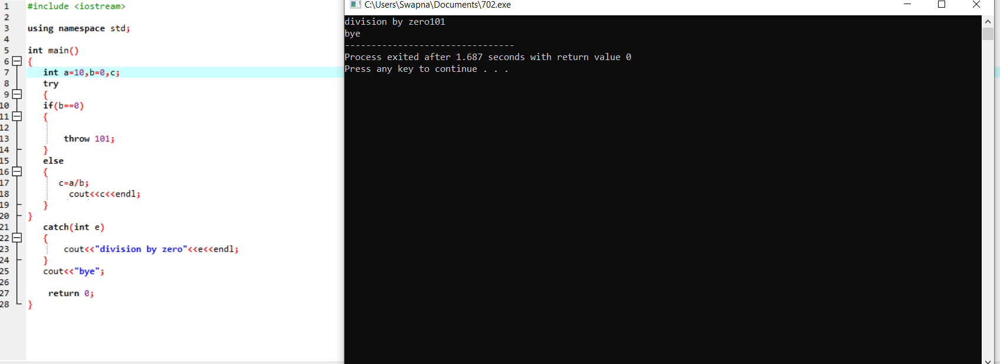 1 #include <iostream>
2
3 using namespace std;
4
5 int main()
6 {
7 int a=10,b=0,c;
8 try
9 {
10 if(b==0)
11 {
12
13 throw 101;
14 }
15 else
16 {
17 c=a/b;
18 cout<<c<<endl;
19 }
20 }
21 catch(int e)
22 {
23 cout<<"division by zero"<<e<<endl;
24 }
25 cout<<"bye";
26
27 return 0;
28 }
C:\Users\Swapna\Documents\702.exe
division by zero101
bye
--------------------------------
Process exited after 1.687 seconds with return value 0
Press any key to continue . . .